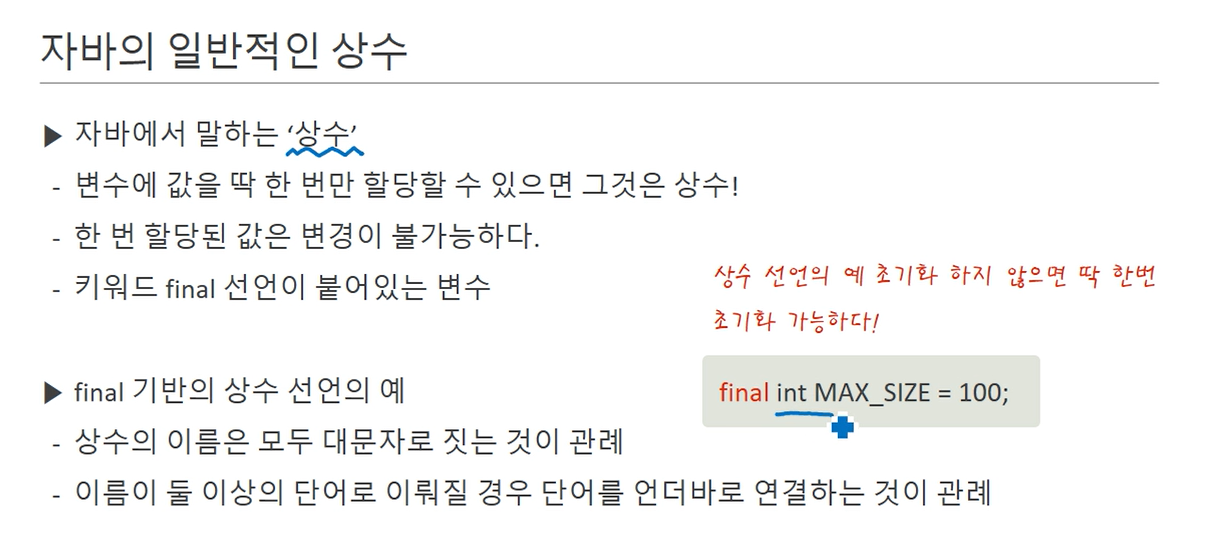 자바의 일반적인 상수
▶ 자바에서 말하는 ‘상수’
- 변수에 값을 딱 한 번만 할당할 수 있으면 그것은 상수!
- 한 번 할당된 값은 변경이 불가능하다.
- 키워드 final 선언이 붙어있는 변수
상수 선언의 예 초기화 하지 않으면 딱 한번
초기화 가능하다!
final int MAX_SIZE = 100;
▶ final 기반의 상수 선언의 예
- 상수의 이름은 모두 대문자로 짓는 것이 관례
- 이름이 둘 이상의 단어로 이뤄질 경우 단어를 언더바로 연결하는 것이 관례